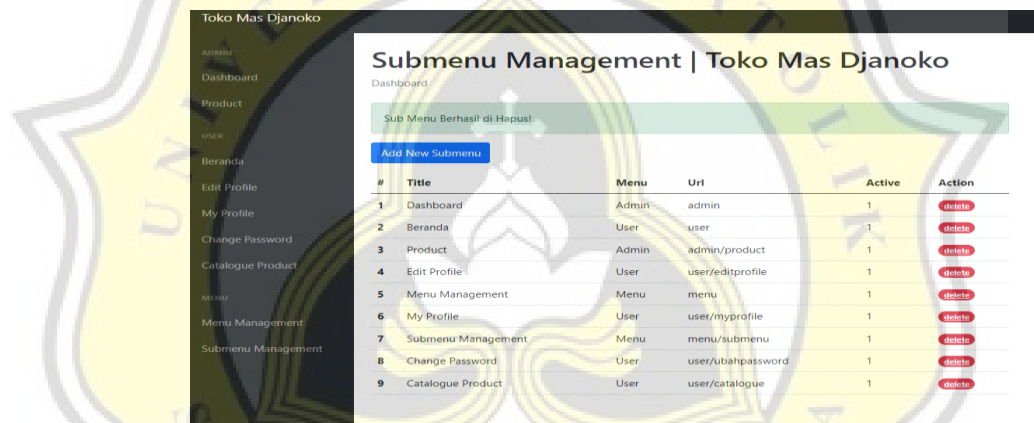 Toko Mas Djanoko
ADMIN
Dashboard
Product
USER
Beranda
Edit Profile
My Profile
Change Password
Catalogue Product
MENU
Menu Management
Submenu Management
Submenu Management | Toko Mas Djanoko
Dashboard
Sub Menu Berhasil di Hapus!
Add New Submenu
# Title Menu Url Active Action
1 Dashboard Admin admin 1 delete
2 Beranda User user 1 delete
3 Product Admin admin/product 1 delete
4 Edit Profile User user/editprofile 1 delete
5 Menu Management Menu menu 1 delete
6 My Profile User user/myprofile 1 delete
7 Submenu Management Menu menu/submenu 1 delete
8 Change Password User user/ubahpassword 1 delete
9 Catalogue Product User user/catalogue 1 delete